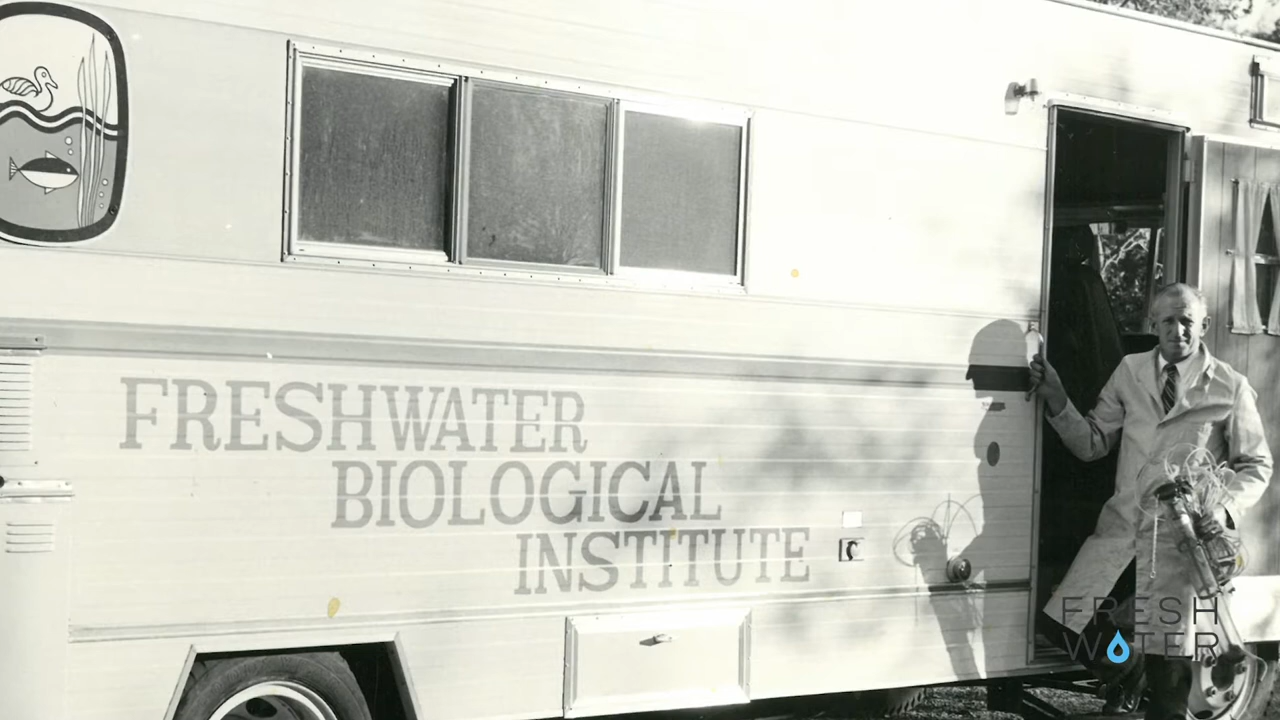 FRESHWATER
BIOLOGICAL
INSTITUTE
FRESH
WATER